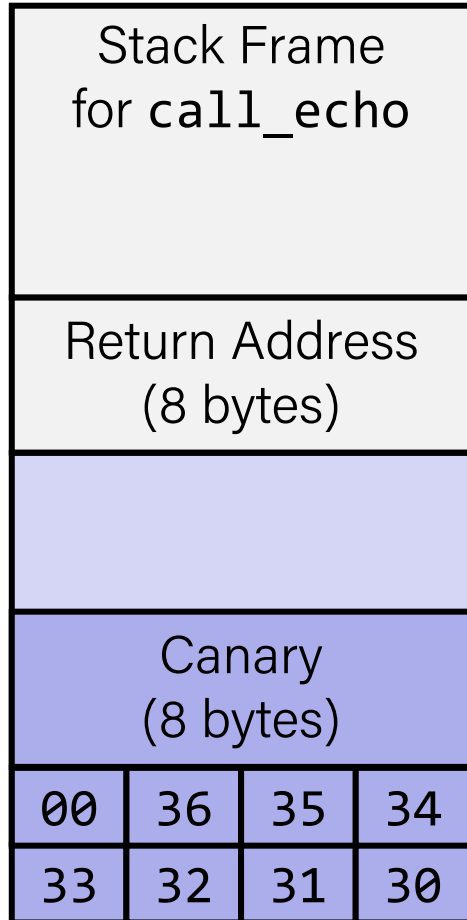 Stack Frame
for call_echo
Return Address
(8 bytes)
Canary
(8 bytes)
00 36 35 34
33 32 31 30